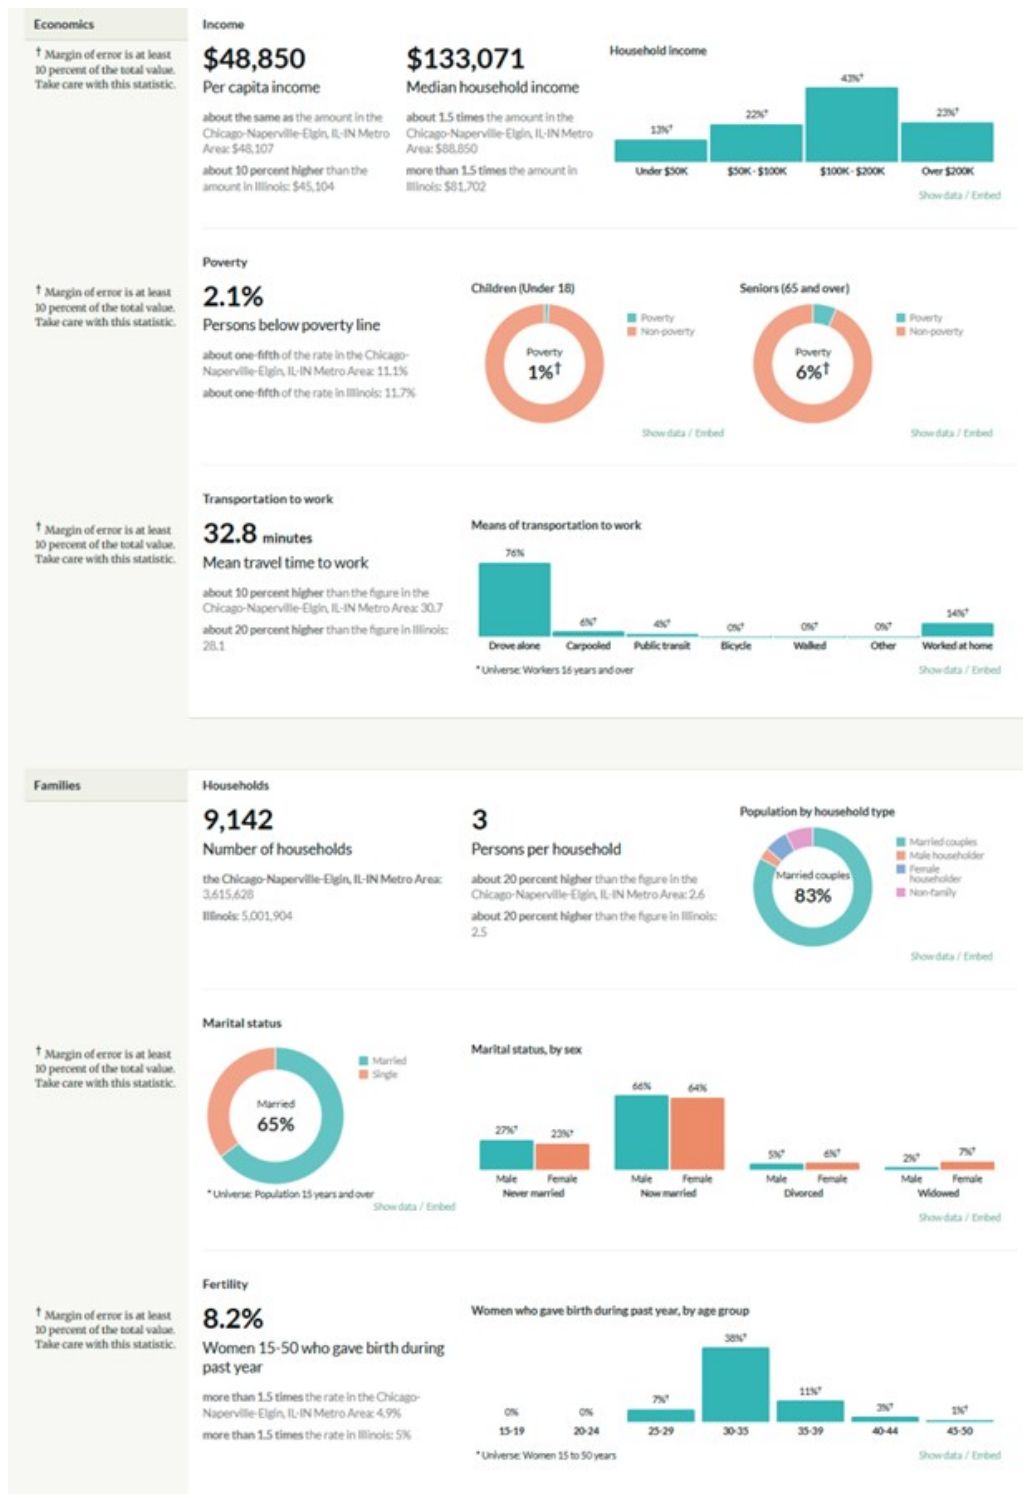 Economics
† Margin of error is at least
10 percent of the total value.
Take care with this statistic.
Income
$48,850
Per capita income
about the same as the amount in the
Chicago-Naperville-Elgin, IL-IN Metro
Area: $48,107
about 10 percent higher than the
amount in Illinois: $45,104
$133,071
Median household income
about 1.5 times the amount in the
Chicago-Naperville-Elgin, IL-IN Metro
Area: $88,850
more than 1.5 times the amount in
Illinois: $81,702
Household income
13%†
22%†
43%†
23%†
Under $50K
$50K - $100K
$100K - $200K
Over $200K
Show data / Embed
† Margin of error is at least
10 percent of the total value.
Take care with this statistic.
Poverty
2.1%
Persons below poverty line
about one-fifth of the rate in the Chicago-
Naperville-Elgin, IL-IN Metro Area: 11.1%
about one-fifth of the rate in Illinois: 11.7%
Children (Under 18)
Poverty
1%†
Poverty
Non-poverty
Show data / Embed
Seniors (65 and over)
Poverty
6%†
Poverty
Non-poverty
Show data / Embed
† Margin of error is at least
10 percent of the total value.
Take care with this statistic.
Transportation to work
32.8 minutes
Mean travel time to work
about 10 percent higher than the figure in the
Chicago-Naperville-Elgin, IL-IN Metro Area: 30.7
about 20 percent higher than the figure in Illinois:
28.1
Means of transportation to work
76%
6%†
4%†
0%†
0%†
0%†
14%†
Drove alone
Carpooled
Public transit
Bicycle
Walked
Other
Worked at home
* Universe: Workers 16 years and over
Show data / Embed
Families
Households
9,142
Number of households
the Chicago-Naperville-Elgin, IL-IN Metro Area:
3,615,628
Illinois: 5,001,904
3
Persons per household
about 20 percent higher than the figure in the
Chicago-Naperville-Elgin, IL-IN Metro Area: 2.6
about 20 percent higher than the figure in Illinois:
2.5
Population by household type
Married couples
83%
Married couples
Male householder
Female
householder
Non-family
Show data / Embed
† Margin of error is at least
10 percent of the total value.
Take care with this statistic.
Marital status
Married
65%
Married
Single
* Universe: Population 15 years and over
Show data / Embed
Marital status, by sex
27%†
23%†
66%
64%
5%†
6%†
2%†
7%†
Male
Female
Male
Female
Male
Female
Male
Female
Never married
Now married
Divorced
Widowed
Show data / Embed
† Margin of error is at least
10 percent of the total value.
Take care with this statistic.
Fertility
8.2%
Women 15-50 who gave birth during
past year
more than 1.5 times the rate in the Chicago-
Naperville-Elgin, IL-IN Metro Area: 4.9%
more than 1.5 times the rate in Illinois: 5%
Women who gave birth during past year, by age group
0%
0%
7%†
38%†
11%†
3%†
1%†
15-19
20-24
25-29
30-35
35-39
40-44
45-50
* Universe: Women 15 to 50 years
Show data / Embed